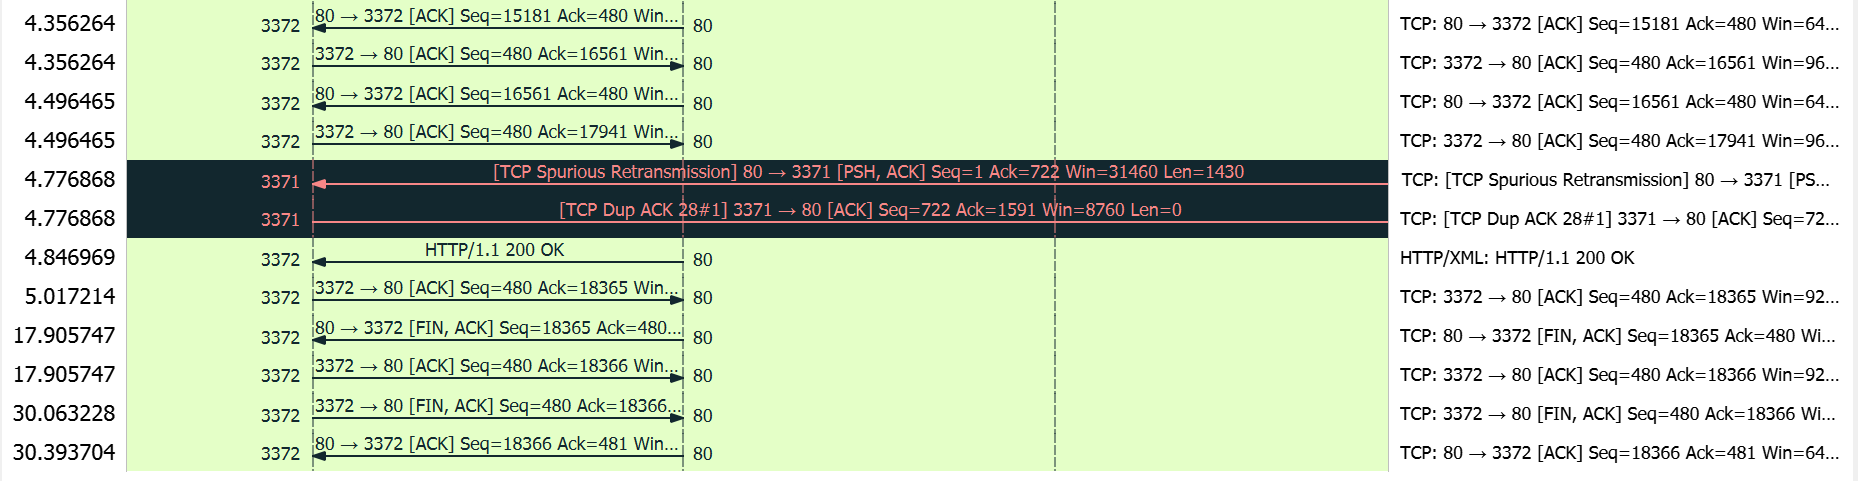 4.356264 3372 80 → 3372 [ACK] Seq=15181 Ack=480 Win... 80 TCP: 80 → 3372 [ACK] Seq=15181 Ack=480 Win=64...
4.356264 3372 3372 → 80 [ACK] Seq=480 Ack=16561 Win... 80 TCP: 3372 → 80 [ACK] Seq=480 Ack=16561 Win=96...
4.496465 3372 80 → 3372 [ACK] Seq=16561 Ack=480 Win... 80 TCP: 80 → 3372 [ACK] Seq=16561 Ack=480 Win=64...
4.496465 3372 3372 → 80 [ACK] Seq=480 Ack=17941 Win... 80 TCP: 3372 → 80 [ACK] Seq=480 Ack=17941 Win=96...
4.776868 3371 [TCP Spurious Retransmission] 80 → 3371 [PSH, ACK] Seq=1 Ack=722 Win=31460 Len=1430 TCP: [TCP Spurious Retransmission] 80 → 3371 [PS...
4.776868 3371 [TCP Dup ACK 28#1] 3371 → 80 [ACK] Seq=722 Ack=1591 Win=8760 Len=0 TCP: [TCP Dup ACK 28#1] 3371 → 80 [ACK] Seq=72...
4.846969 3372 HTTP/1.1 200 OK 80 HTTP/XML: HTTP/1.1 200 OK
5.017214 3372 3372 → 80 [ACK] Seq=480 Ack=18365 Win... 80 TCP: 3372 → 80 [ACK] Seq=480 Ack=18365 Win=92...
17.905747 3372 80 → 3372 [FIN, ACK] Seq=18365 Ack=480... 80 TCP: 80 → 3372 [FIN, ACK] Seq=18365 Ack=480 Wi...
17.905747 3372 3372 → 80 [ACK] Seq=480 Ack=18366 Win... 80 TCP: 3372 → 80 [ACK] Seq=480 Ack=18366 Win=92...
30.063228 3372 3372 → 80 [FIN, ACK] Seq=480 Ack=18366... 80 TCP: 3372 → 80 [FIN, ACK] Seq=480 Ack=18366 Wi...
30.393704 3372 80 → 3372 [ACK] Seq=18366 Ack=481 Win... 80 TCP: 80 → 3372 [ACK] Seq=18366 Ack=481 Win=64...